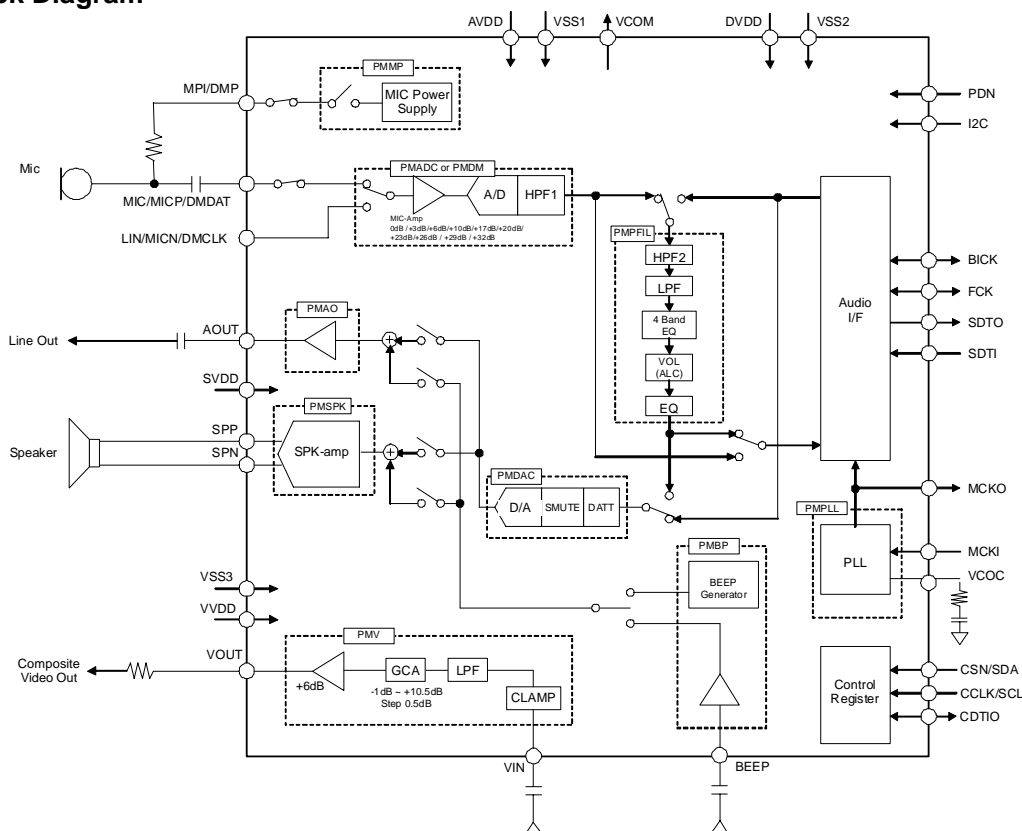 ck Diagram
AVDD
VSS1
VCOM
DVDD
VSS2
PMMP
MPI/DMP
MIC Power
Supply
PDN
I2C
Mic
PMADC or PMDM
A/D
HPF1
MIC/MICP/DMDAT
MIC-Amp
0dB /+3dB/+6dB/+10dB/+17dB/+20dB/
+23dB/+26dB / +29dB / +32dB
LIN/MICN/DMCLK
PMPFIL
HPF2
LPF
4 Band
EQ
VOL
(ALC)
EQ
Audio
I/F
BICK
FCK
SDTO
SDTI
PMAO
AOUT
Line Out
SVDD
PMSPK
SPP
SPN
Speaker
SPK-amp
PMDAC
D/A
SMUTE
DATT
MCKO
PMPLL
PLL
MCKI
VCOC
PMBP
BEEP
Generator
VSS3
VVDD
PMV
VOUT
Composite
Video Out
+6dB
GCA
-1dB ~ +10.5dB
Step 0.5dB
LPF
CLAMP
Control
Register
CSN/SDA
CCLK/SCL
CDTIO
VIN
BEEP